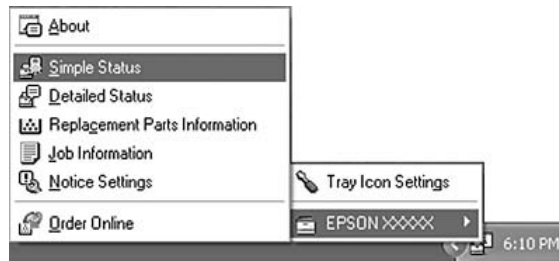 About
Simple Status
Detailed Status
Replacement Parts Information
Job Information
Notice Settings
Order Online
Tray Icon Settings
EPSON XXXXX
6:10 PM